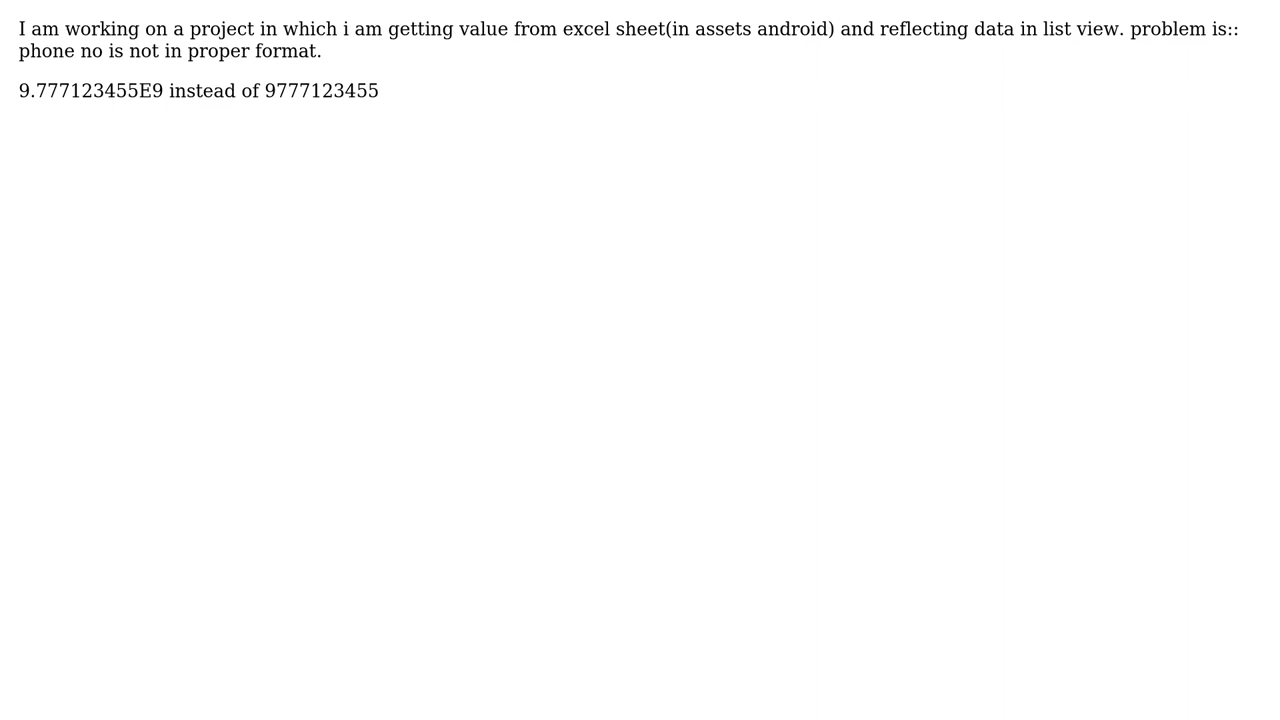 I am working on a project in which i am getting value from excel sheet(in assets android) and reflecting data in list view. problem is::
phone no is not in proper format.
9.777123455E9 instead of 9777123455